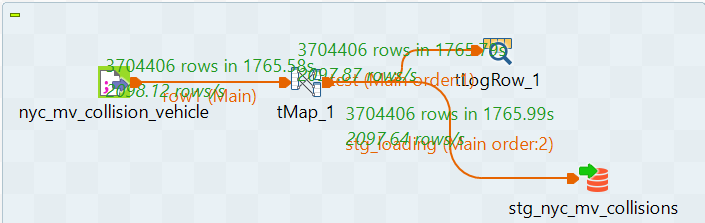 3704406 rows in 1765.58s
2098.12 rows/s
row1 (Main)
nyc_mv_collision_vehicle
tMap_1
3704406 rows in 1765.79s
2097.87 rows/s
test (Main order:1)
tLogRow_1
3704406 rows in 1765.99s
2097.64 rows/s
stg_loading (Main order:2)
stg_nyc_mv_collisions